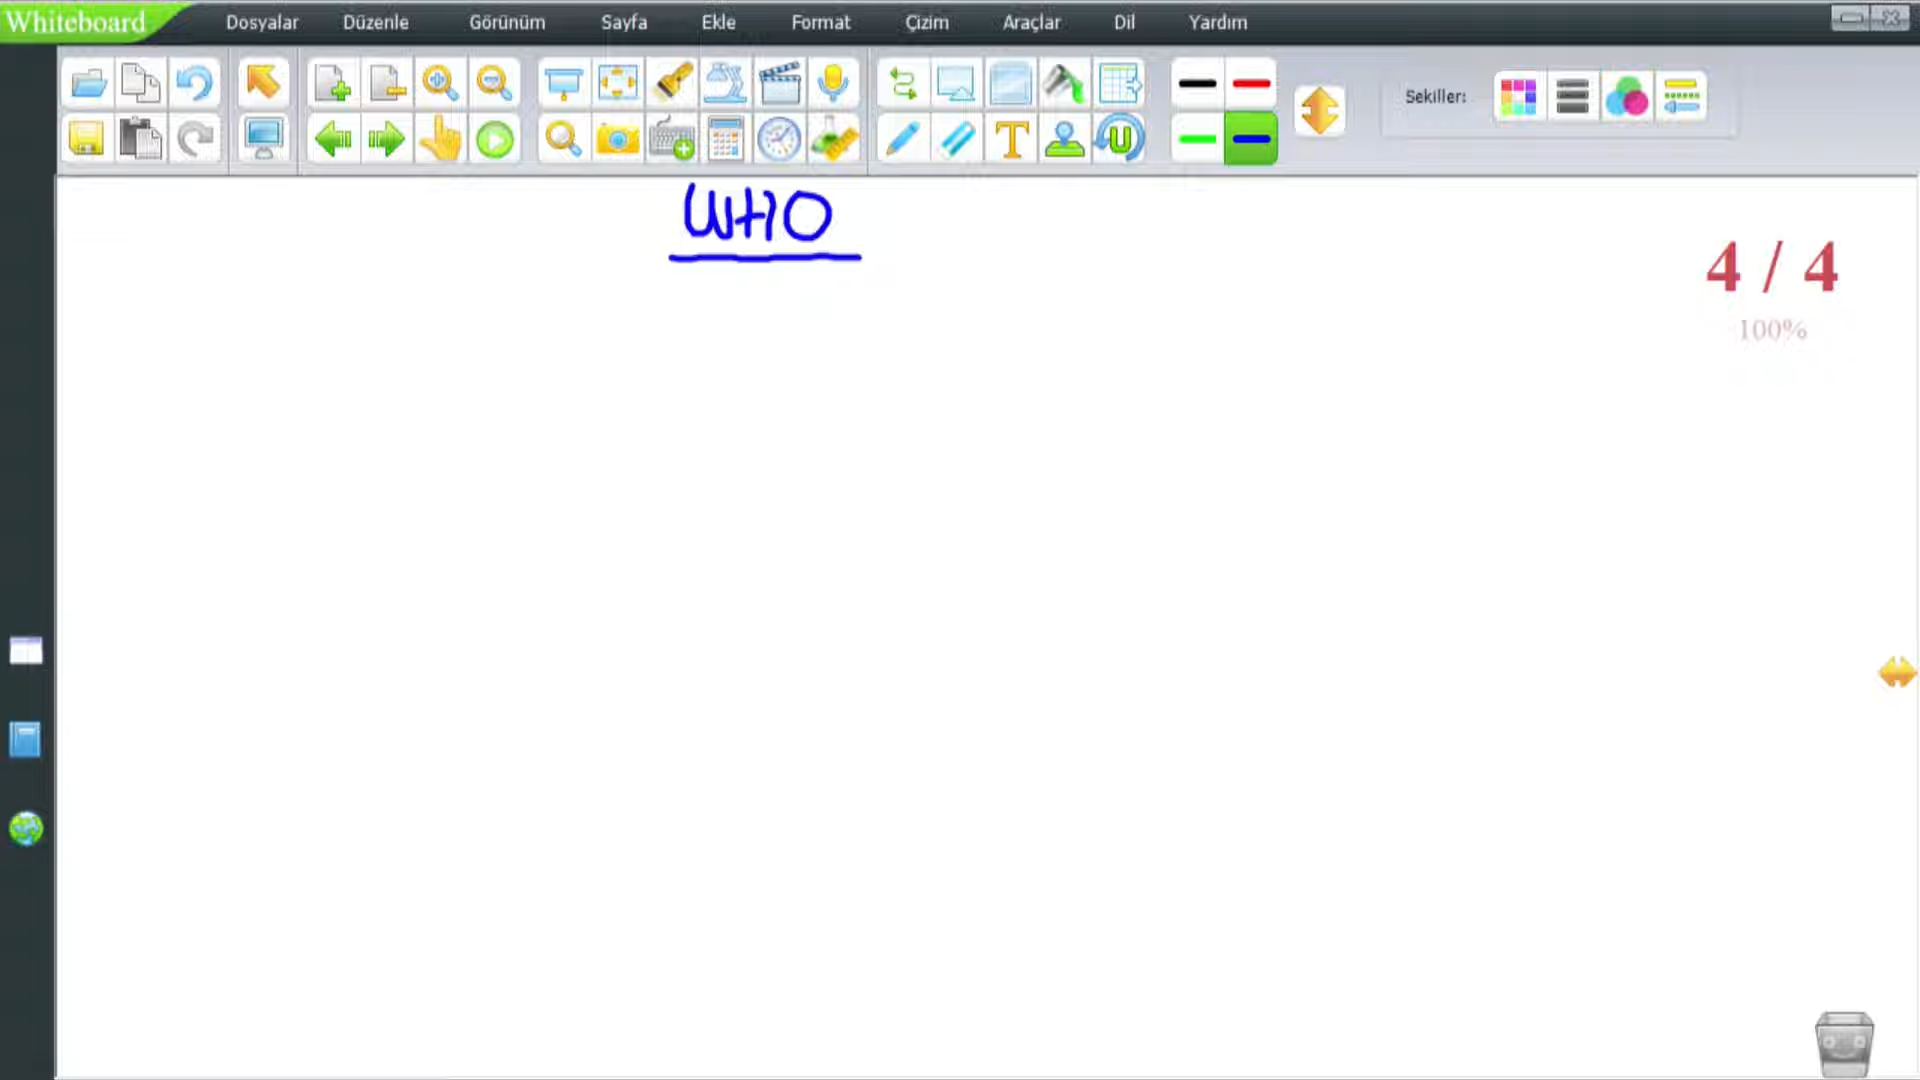 Whiteboard Dosyalar Düzenle Görünüm Sayfa Ekle Format Çizim Araçlar Dil Yardım
Sekiller:
WHO
4 / 4
100%